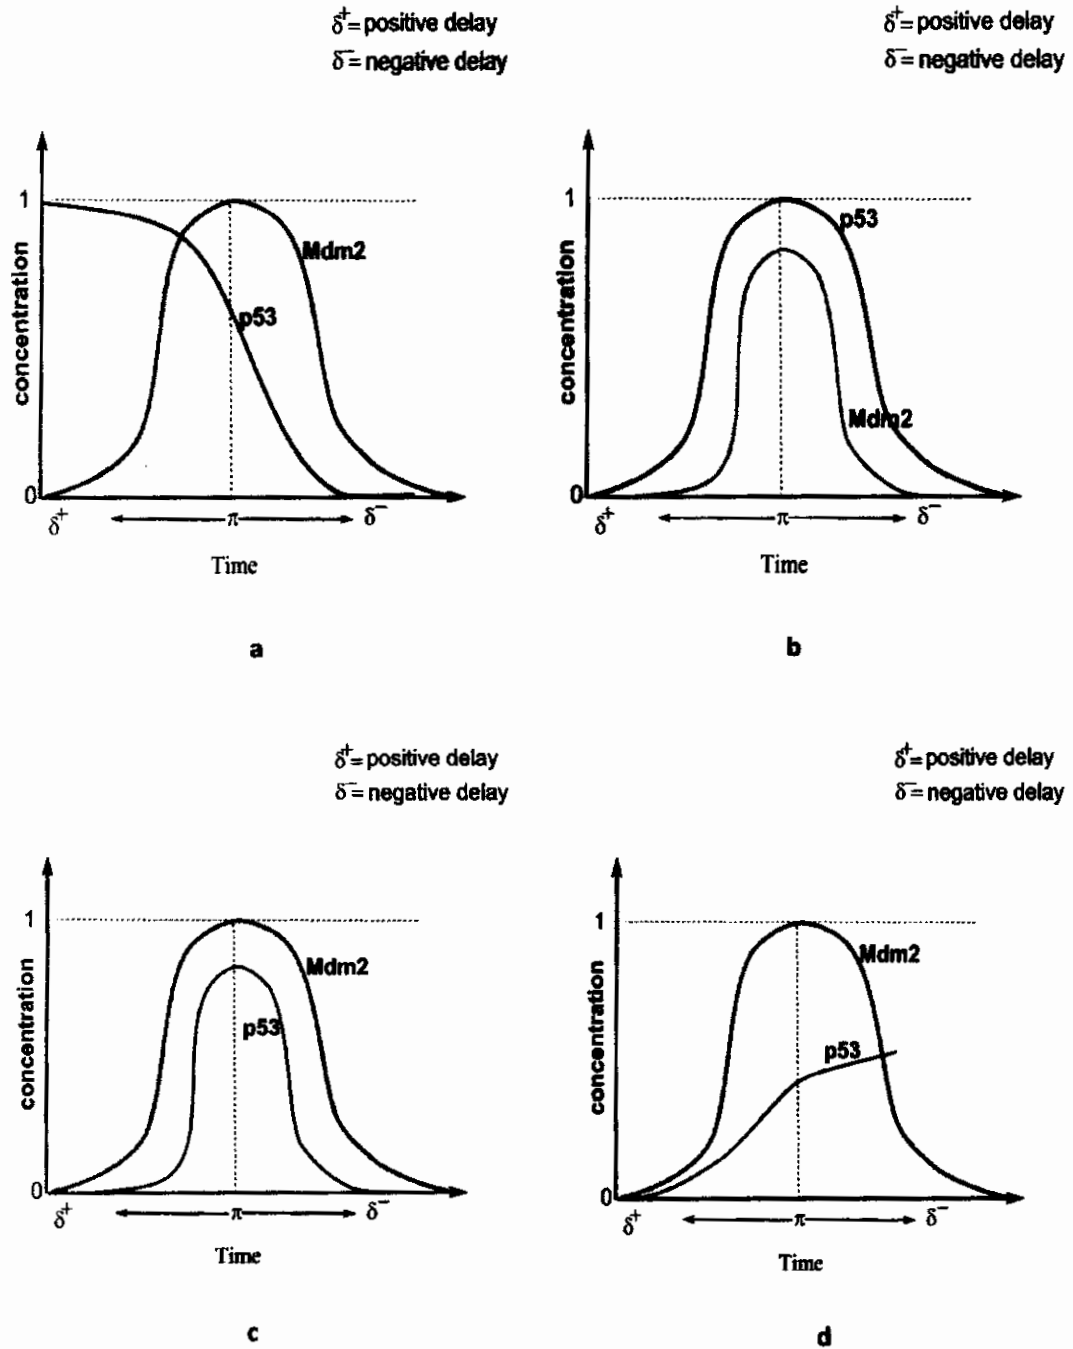 δ⁺= positive delay
δ⁻= negative delay
1
concentration
Mdm2
p53
0
δ⁺
π
δ⁻
Time
a
δ⁺= positive delay
δ⁻= negative delay
1
concentration
p53
Mdm2
0
δ⁺
π
δ⁻
Time
b
δ⁺= positive delay
δ⁻= negative delay
1
concentration
Mdm2
p53
0
δ⁺
π
δ⁻
Time
c
δ⁺= positive delay
δ⁻= negative delay
1
concentration
Mdm2
p53
0
δ⁺
π
δ⁻
Time
d